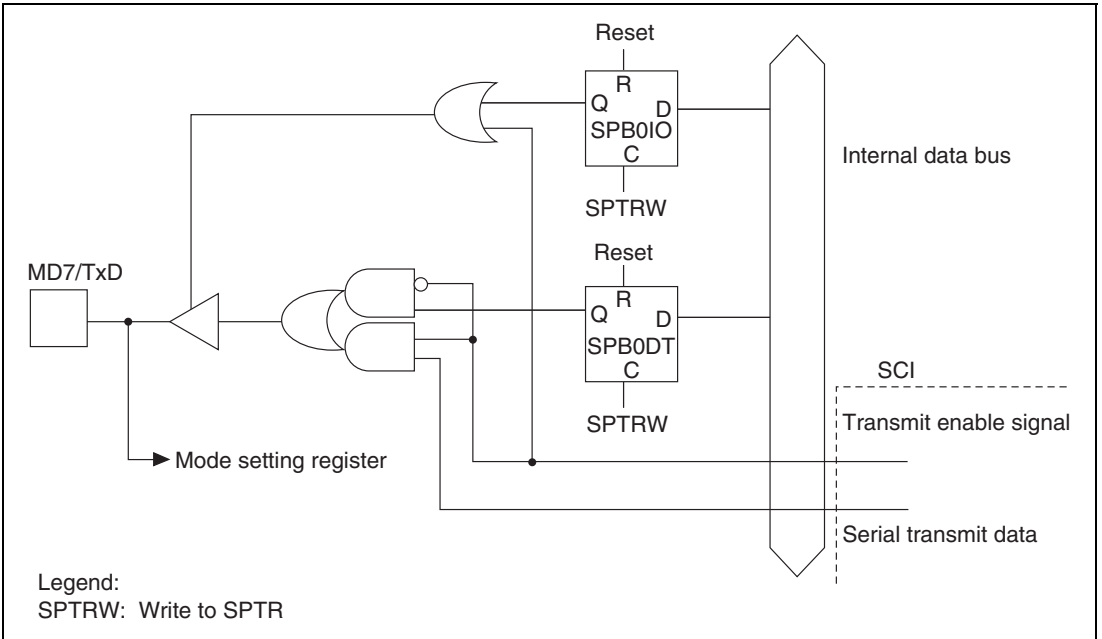 Reset
R
Q
D
SPB0IO
C
Internal data bus
SPTRW
Reset
MD7/TxD
R
Q
D
SPB0DT
C
SCI
SPTRW
Transmit enable signal
Mode setting register
Serial transmit data
Legend:
SPTRW: Write to SPTR